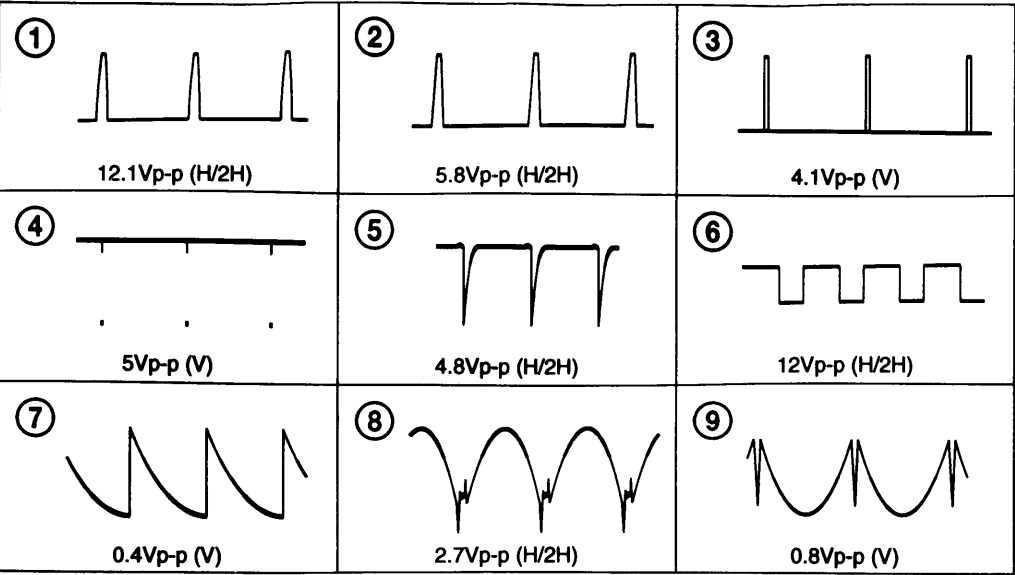 1
2
3
12.1Vp-p (H/2H)
5.8Vp-p (H/2H)
4.1Vp-p (V)
4
5
6
5Vp-p (V)
4.8Vp-p (H/2H)
12Vp-p (H/2H)
7
8
9
0.4Vp-p (V)
2.7Vp-p (H/2H)
0.8Vp-p (V)